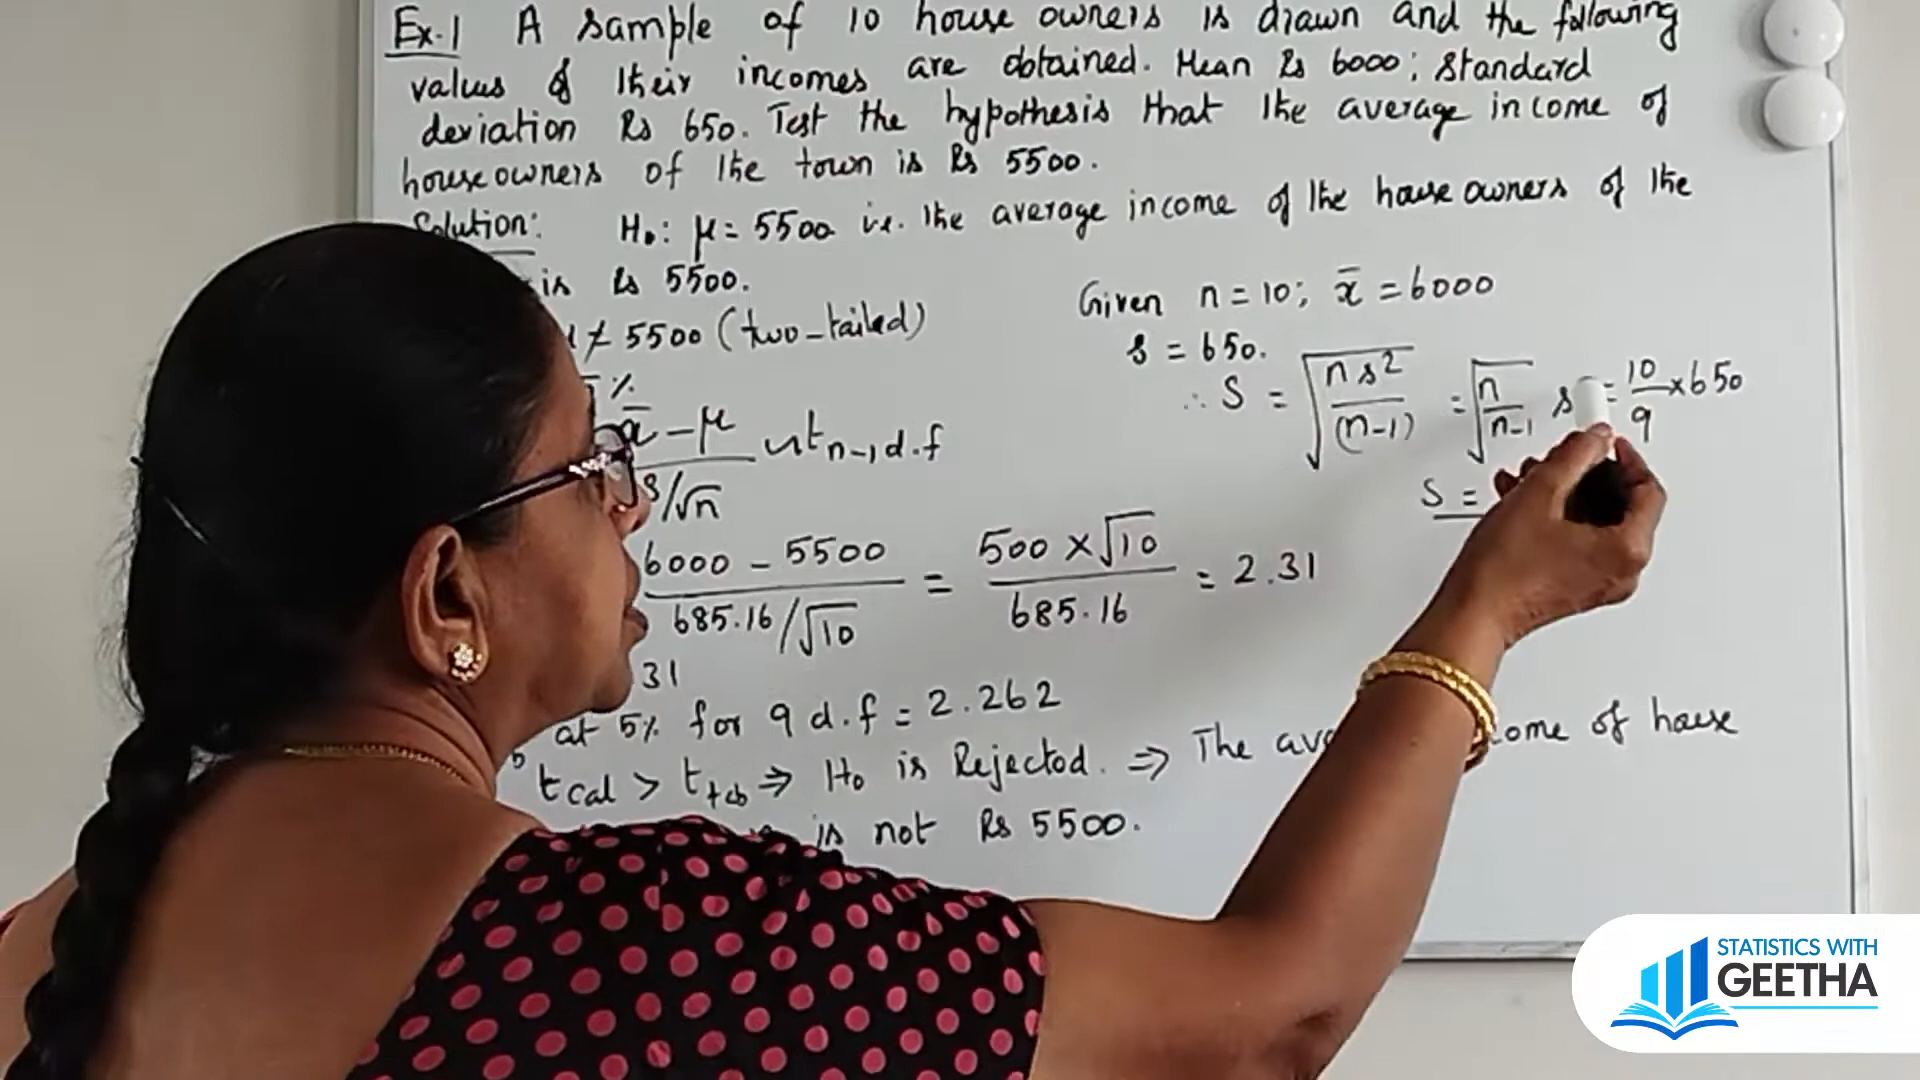 Ex.1 A sample of 10 house owners is drawn and the following
values of their incomes are obtained. Mean Rs 6000; Standard
deviation Rs 650. Test the hypothesis that the average income of
house owners of the town is Rs 5500.
Solution: H₀: μ = 5500 i.e. the average income of the house owners of the
is Rs 5500.
≠ 5500 (two-tailed)
%
x̄ - μ / s/√n ~ t n-1 d.f
Given n = 10; x̄ = 6000
s = 650.
∴ S = √(n s² / (n-1)) = √(n / n-1) s = 10/9 × 650
S =
6000 - 5500 / 685.16/√10 = 500 × √10 / 685.16 = 2.31
31
at 5% for 9 d.f = 2.262
t cal > t tab ⇒ H₀ is Rejected. ⇒ The of house
is not Rs 5500.
STATISTICS WITH
GEETHA